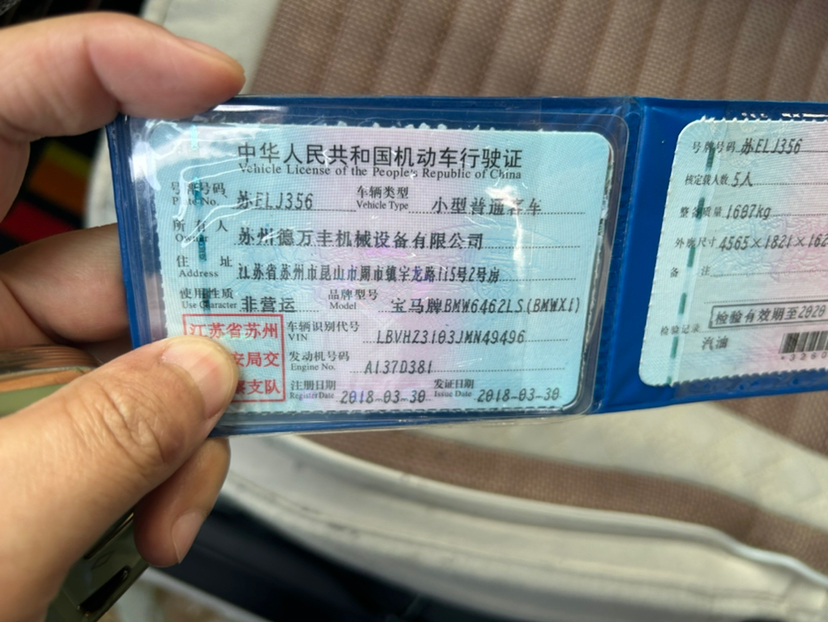 中华人民共和国机动车行驶证
Vehicle License of the People's Republic of China
号牌号码 苏ELJ356 车辆类型 小型普通客车
Plate No. Vehicle Type
所有人 苏州德万丰机械设备有限公司
Owner
住址 江苏省苏州市昆山市周市镇宇龙路115号2号房
Address
使用性质 非营运 品牌型号 宝马牌BMW6462LS(BMWX1)
Use Character Model
江苏省苏州
安局交
察支队
车辆识别代号 LBVHZ3103JMN49496
VIN
发动机号码 A137D381
Engine No.
注册日期 2018-03-30 发证日期 2018-03-30
Register Date Issue Date
号牌号码 苏ELJ356
核定载人数 5人
整备质量 1687kg
外廓尺寸 4565×1821×162
备注
检验有效期至2020
检验记录
汽油